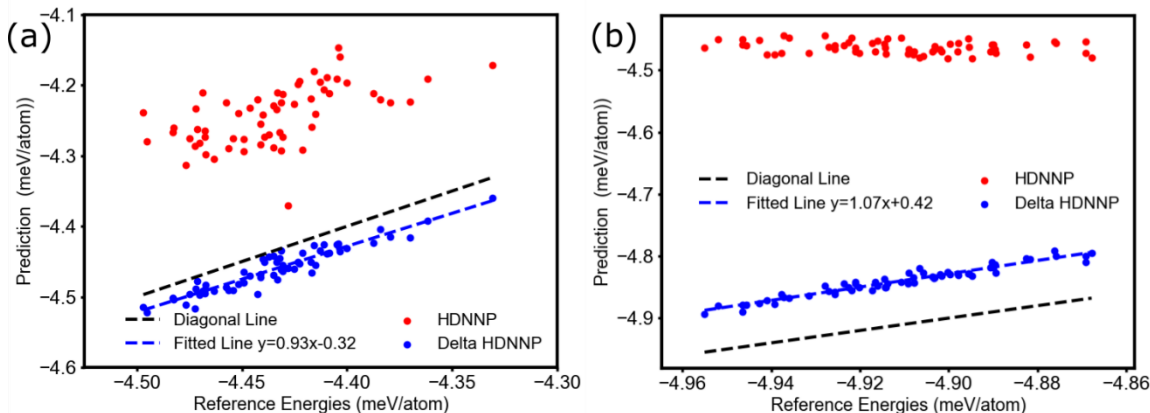 (a)
Prediction (meV/atom))
−4.1
−4.2
−4.3
−4.4
−4.5
−4.6
Diagonal Line
Fitted Line y=0.93x-0.32
HDNNP
Delta HDNNP
−4.50
−4.45
−4.40
−4.35
−4.30
Reference Energies (meV/atom)
(b)
Prediction (meV/atom))
−4.5
−4.6
−4.7
−4.8
−4.9
Diagonal Line
Fitted Line y=1.07x+0.42
HDNNP
Delta HDNNP
−4.96
−4.94
−4.92
−4.90
−4.88
−4.86
Reference Energies (meV/atom)